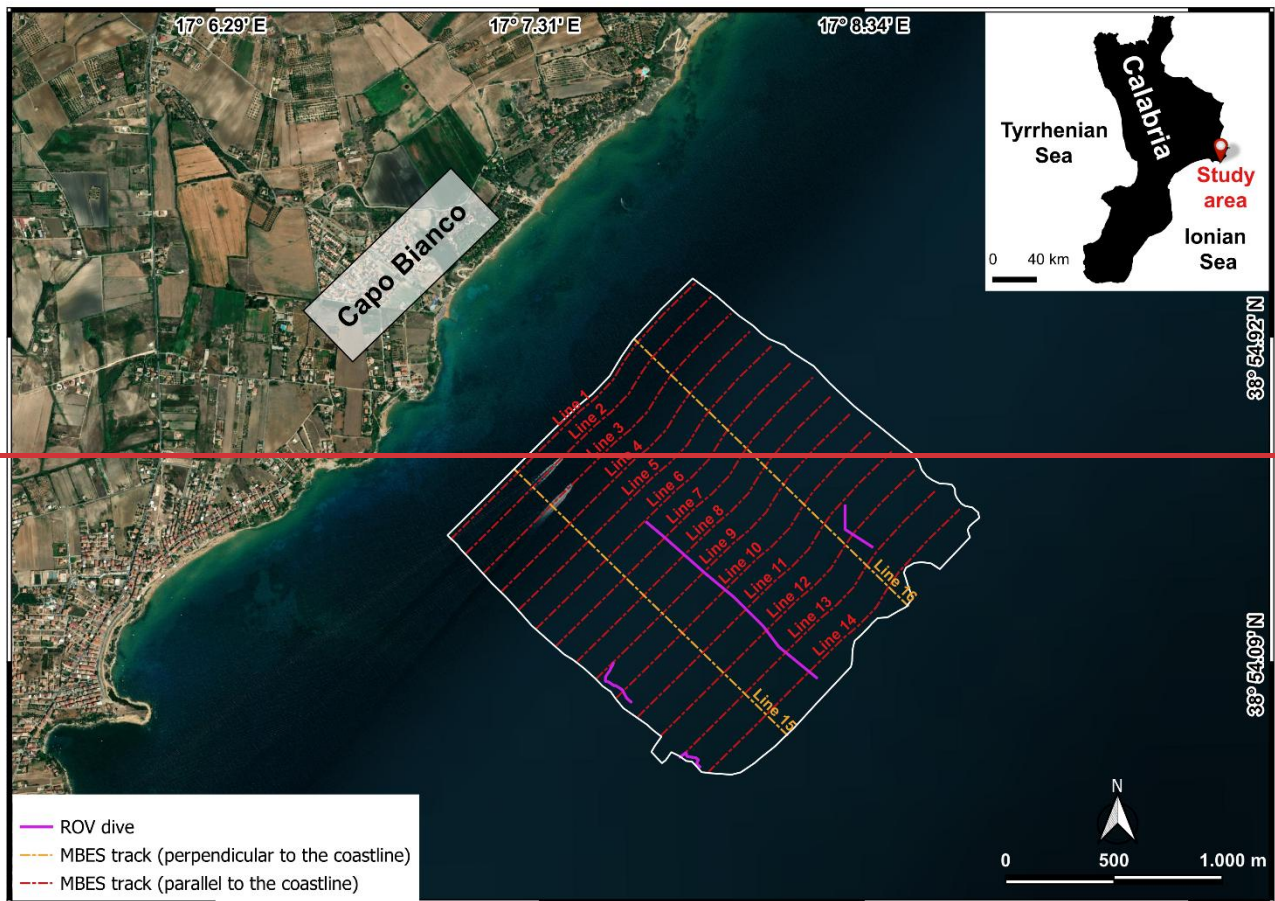 17° 6.29' E
17° 7.31' E
17° 8.34' E
Calabria
Tyrrhenian
Sea
Study
area
Ionian
Sea
0 40 km
Capo Bianco
38° 54.92' N
38° 54.09' N
Line 1
Line 2
Line 3
Line 4
Line 5
Line 6
Line 7
Line 8
Line 9
Line 10
Line 11
Line 12
Line 13
Line 14
Line 15
Line 16
ROV dive
MBES track (perpendicular to the coastline)
MBES track (parallel to the coastline)
N
0 500 1.000 m